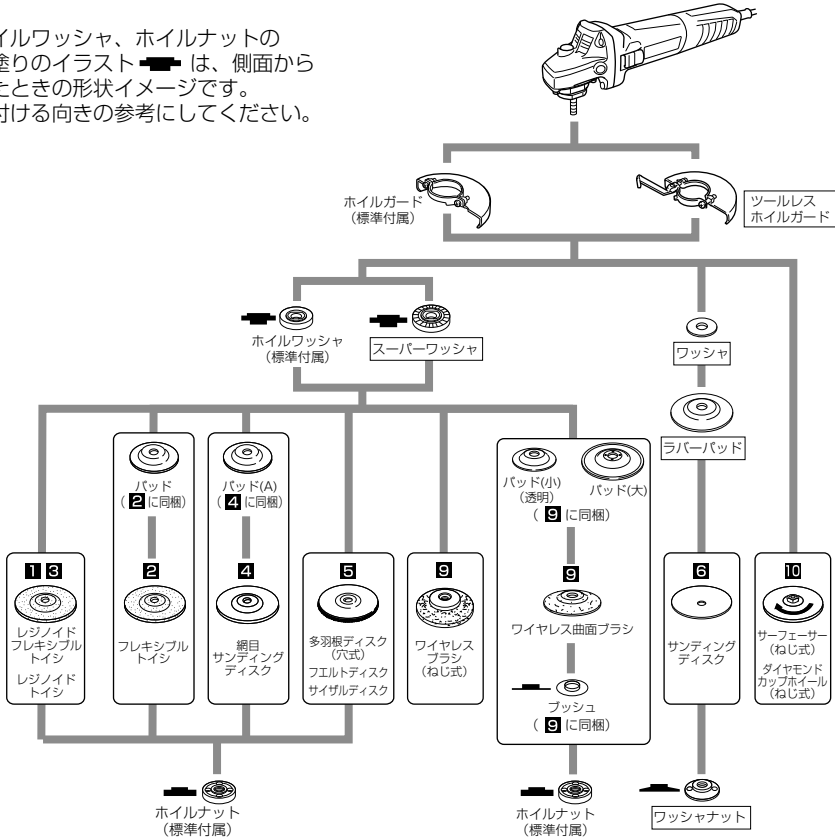 イルワッシャ、ホイルナットの
塗りのイラスト は、側面から
たときの形状イメージです。
付ける向きの参考にしてください。
ホイルガード
(標準付属)
ツールレス
ホイルガード
ホイルワッシャ
(標準付属)
スーパーワッシャ
ワッシャ
ラバーパッド
パッド
(2に同梱)
パッド(A)
(4に同梱)
パッド(小)
(透明)
パッド(大)
(9に同梱)
1 3
レジノイド
フレキシブル
トイシ
レジノイド
トイシ
2
フレキシブル
トイシ
4
網目
サンディング
ディスク
5
多羽根ディスク
(穴式)
フエルトディスク
サイザルディスク
9
ワイヤレス
ブラシ
(ねじ式)
9
ワイヤレス曲面ブラシ
ブッシュ
(9に同梱)
6
サンディング
ディスク
10
サーフェーサー
(ねじ式)
ダイヤモンド
カップホイール
(ねじ式)
ホイルナット
(標準付属)
ホイルナット
(標準付属)
ワッシャナット